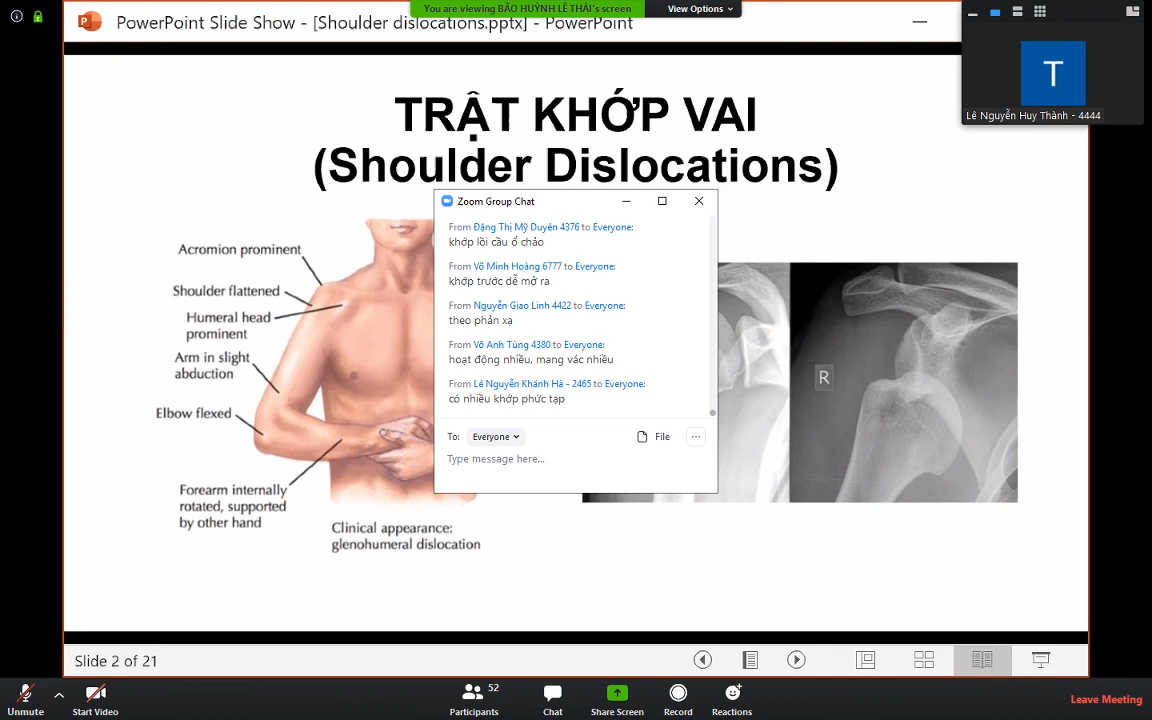 You are viewing BẢO HUỲNH LÊ THÁI's screen
View Options
PowerPoint Slide Show - [Shoulder dislocations.pptx] - PowerPoint
T
Lê Nguyễn Huy Thành - 4444
TRẬT KHỚP VAI
(Shoulder Dislocations)
Acromion prominent
Shoulder flattened
Humeral head
prominent
Arm in slight
abduction
Elbow flexed
Forearm internally
rotated, supported
by other hand
Clinical appearance:
glenohumeral dislocation
Zoom Group Chat
From Đặng Thị Mỹ Duyên 4376 to Everyone:
khớp lồi cầu ổ chảo
From Võ Minh Hoàng 6777 to Everyone:
khớp trước dễ mở ra
From Nguyễn Giao Linh 4422 to Everyone:
theo phản xạ
From Võ Anh Tùng 4380 to Everyone:
hoạt động nhiều, mang vác nhiều
From Lê Nguyễn Khánh Hà - 2465 to Everyone:
có nhiều khớp phức tạp
To: Everyone
File
Type message here...
R
Slide 2 of 21
Unmute
Start Video
Participants
52
Chat
Share Screen
Record
Reactions
Leave Meeting